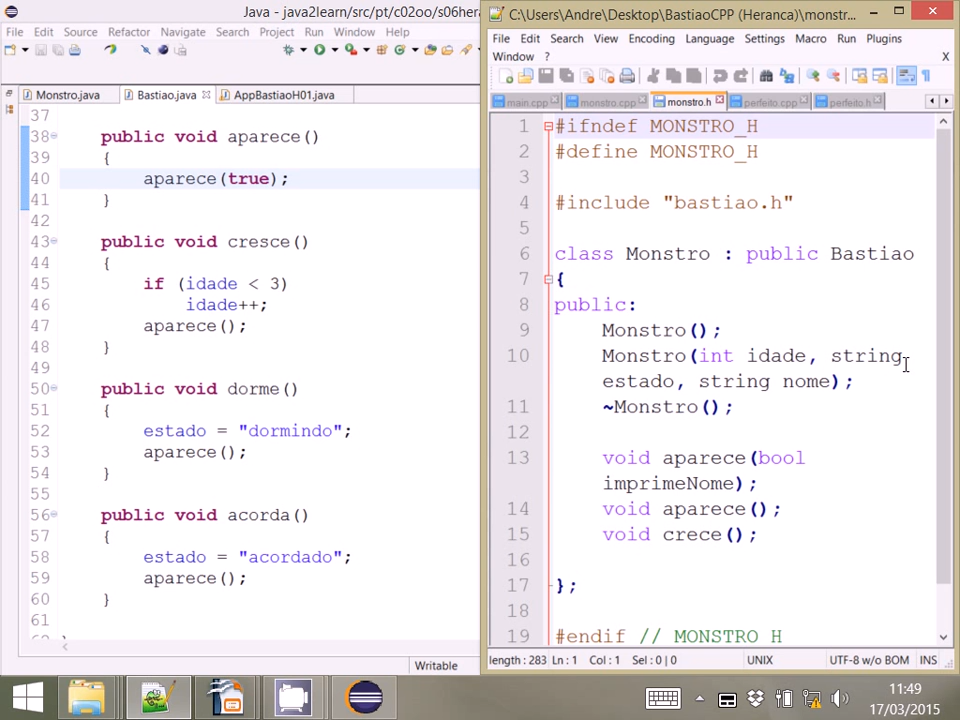 Java - java2learn/src/pt/c02oo/s06hera
File Edit Source Refactor Navigate Search Project Run Window Help
Monstro.java Bastiao.java AppBastiaoH01.java
37
38 public void aparece()
39 {
40 aparece(true);
41 }
42
43 public void cresce()
44 {
45 if (idade < 3)
46 idade++;
47 aparece();
48 }
49
50 public void dorme()
51 {
52 estado = "dormindo";
53 aparece();
54 }
55
56 public void acorda()
57 {
58 estado = "acordado";
59 aparece();
60 }
61
Writable
C:\Users\Andre\Desktop\BastiaoCPP (Heranca)\monstr...
File Edit Search View Encoding Language Settings Macro Run Plugins
Window ? X
main.cpp monstro.cpp monstro.h perfeito.cpp perfeito.h
1 #ifndef MONSTRO_H
2 #define MONSTRO_H
3
4 #include "bastiao.h"
5
6 class Monstro : public Bastiao
7 {
8 public:
9 Monstro();
10 Monstro(int idade, string
estado, string nome);
11 ~Monstro();
12
13 void aparece(bool
imprimeNome);
14 void aparece();
15 void crece();
16
17 };
18
19 #endif // MONSTRO_H
length : 283 Ln : 1 Col : 1 Sel : 0 | 0 UNIX UTF-8 w/o BOM INS
11:49
17/03/2015